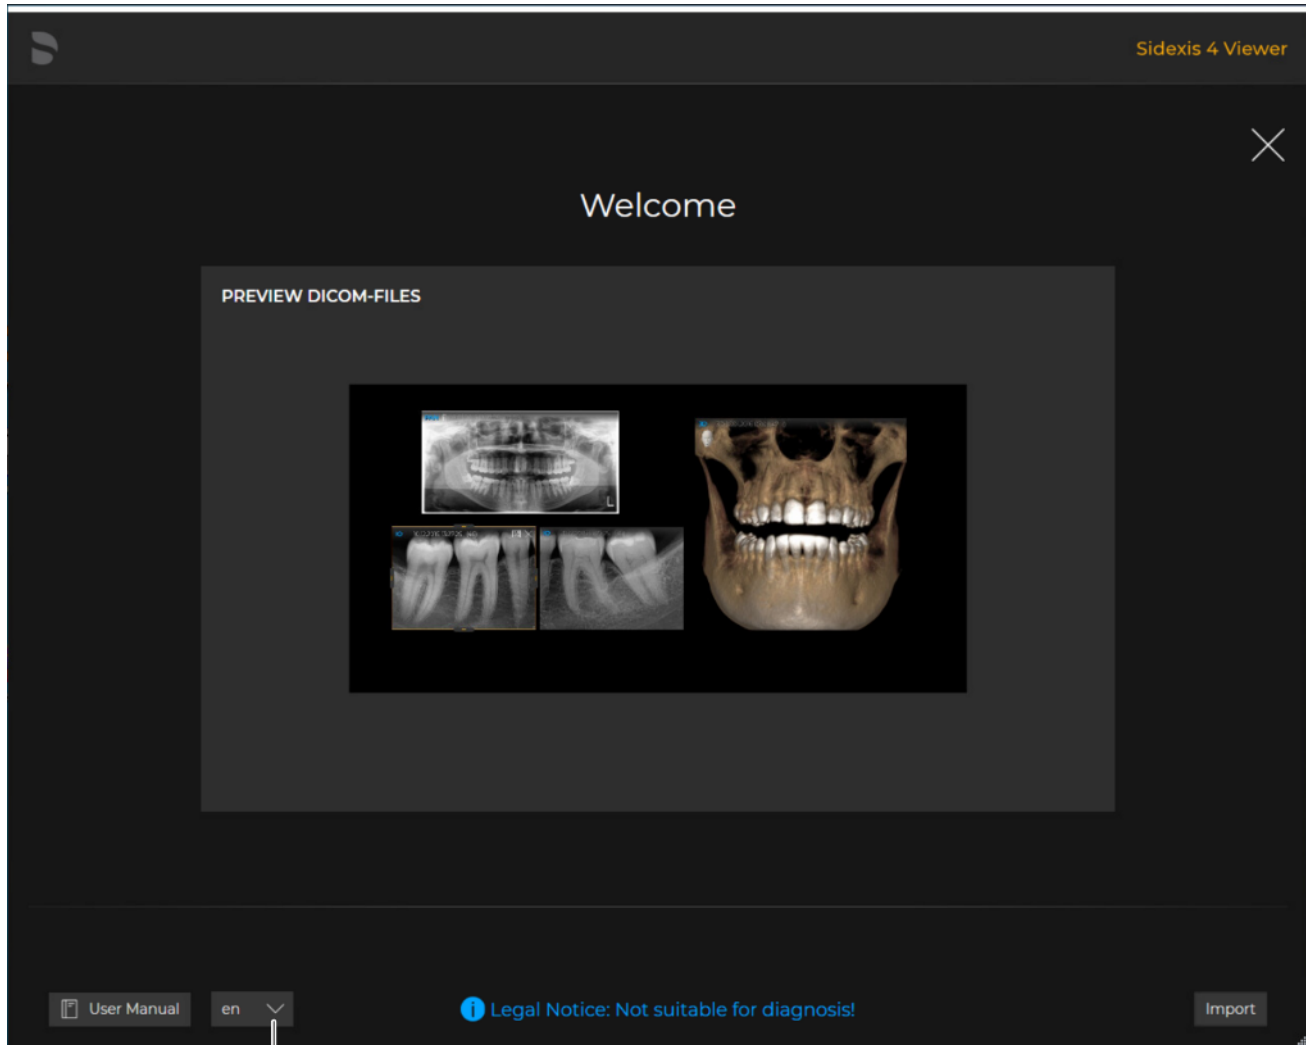 Sidexis 4 Viewer
Welcome
PREVIEW DICOM-FILES
L
User Manual
en
Legal Notice: Not suitable for diagnosis!
Import